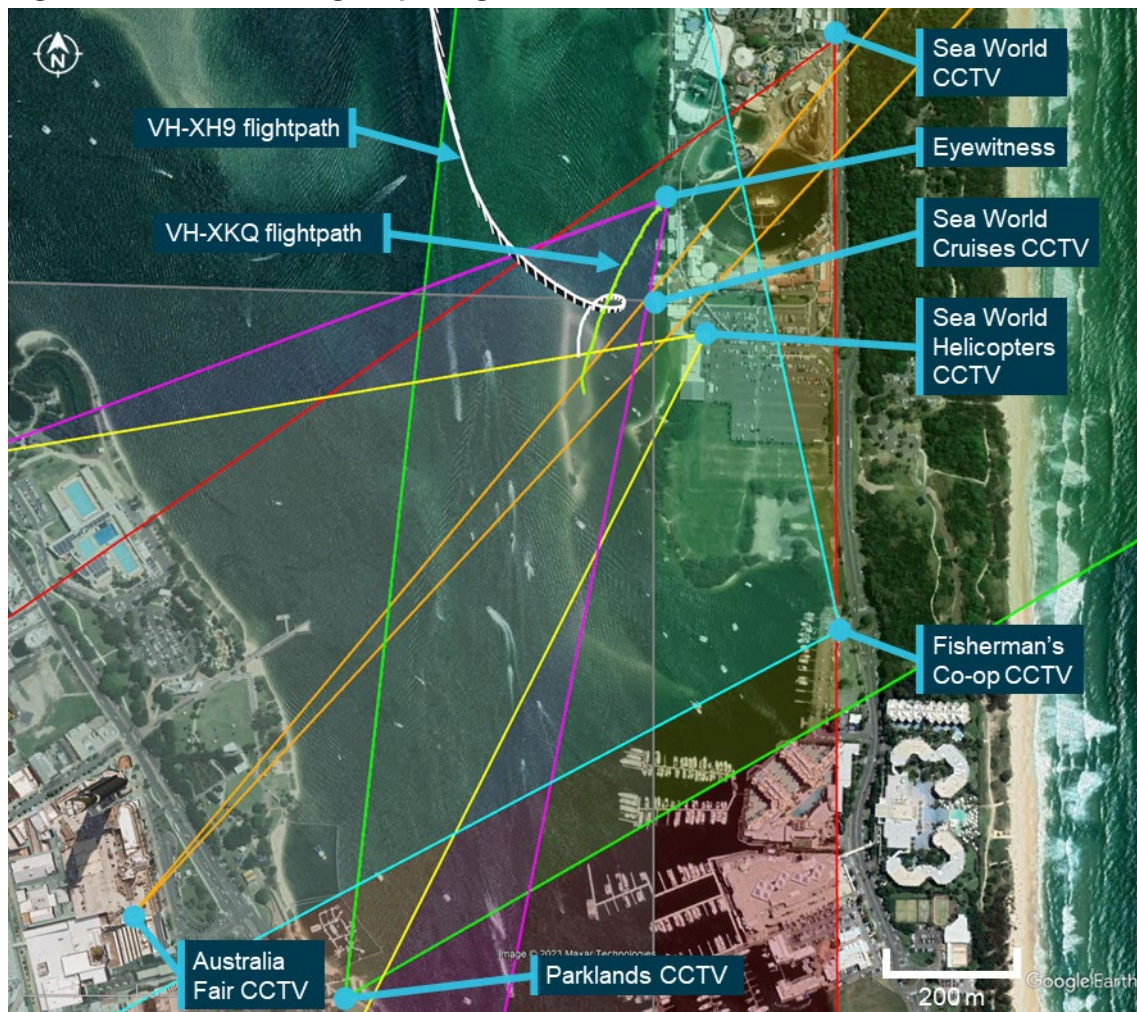 N
Sea World
CCTV
VH-XH9 flightpath
Eyewitness
VH-XKQ flightpath
Sea World
Cruises CCTV
Sea World
Helicopters
CCTV
Fisherman's
Co-op CCTV
Australia
Fair CCTV
Parklands CCTV
Image © 2023 Maxar Technologies
200 m
Google Earth